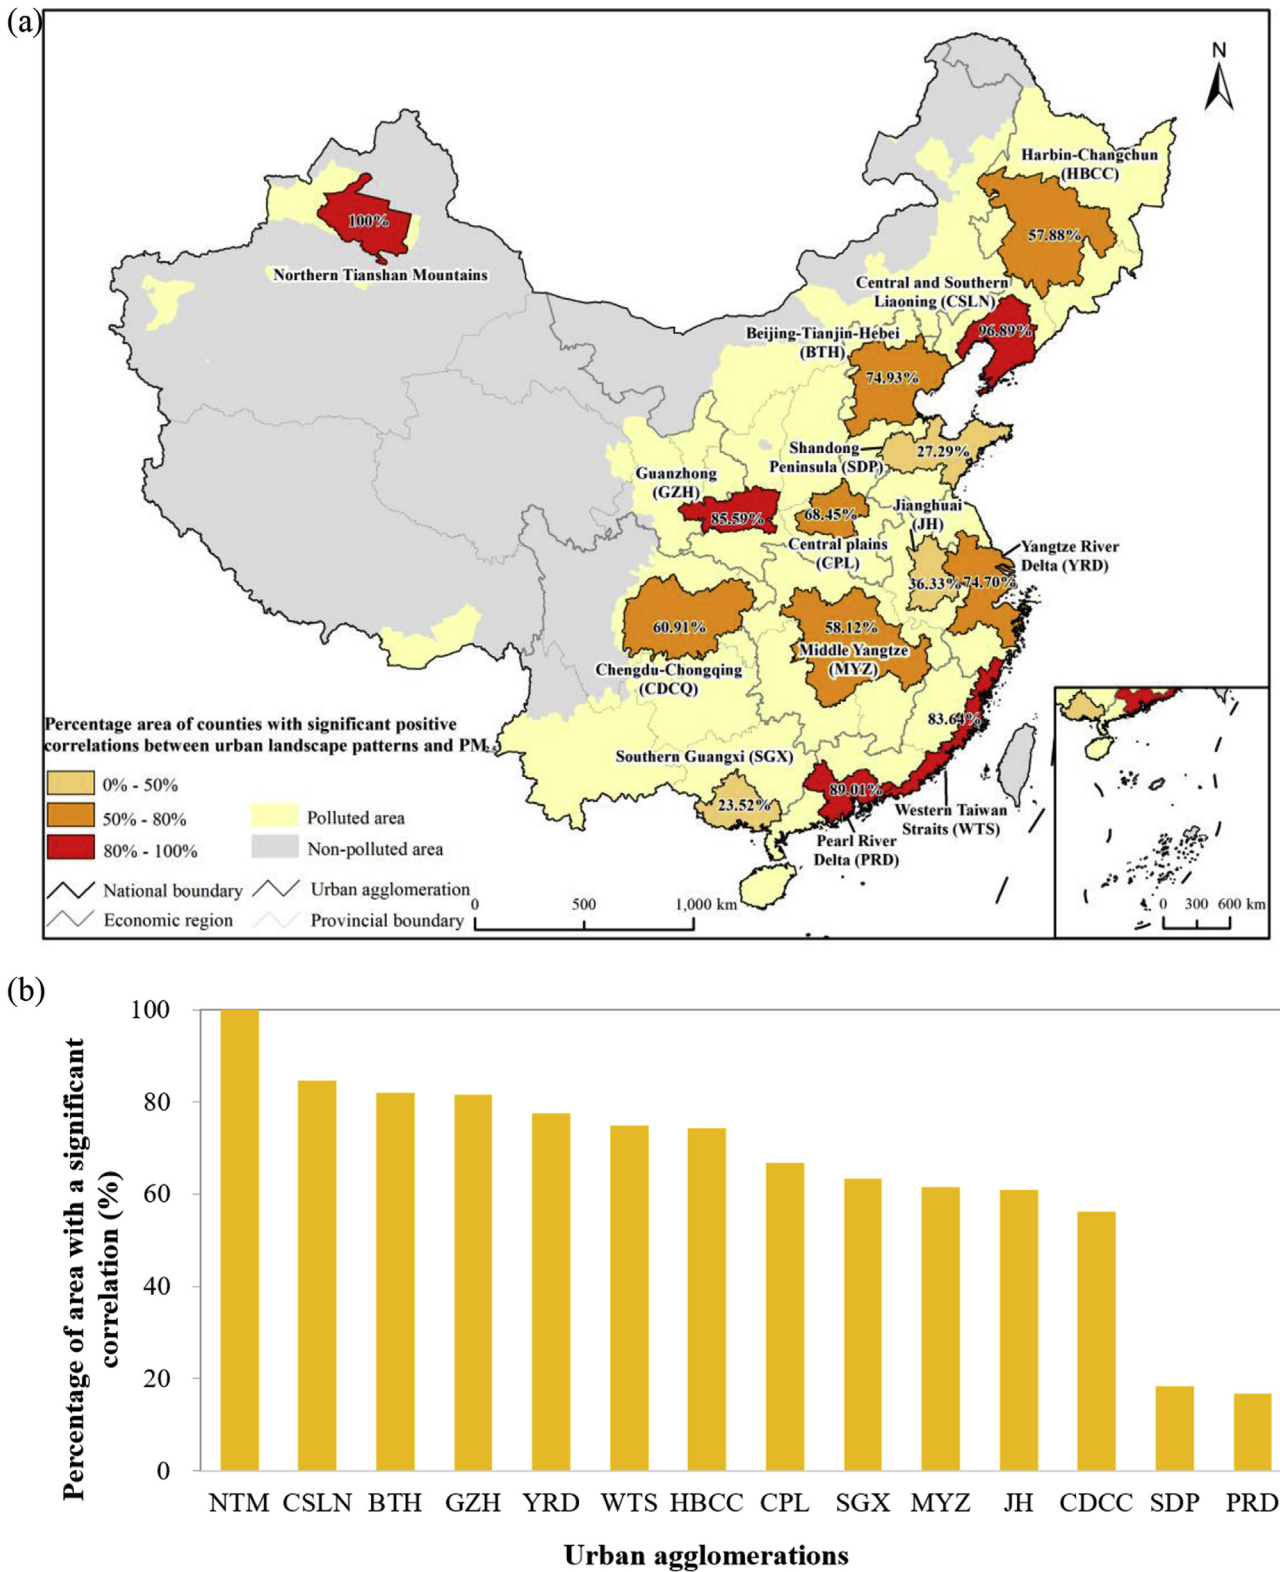 (a)
N
Harbin-Changchun
(HBCC)
57.88%
100%
Northern Tianshan Mountains
Central and Southern
Liaoning (CSLN)
96.89%
Beijing-Tianjin-Hebei
(BTH)
74.93%
Shandong
Peninsula (SDP)
27.29%
Guanzhong
(GZH)
85.59%
68.45%
Central plains
(CPL)
Jianghuai
(JH)
36.33%
Yangtze River
Delta (YRD)
74.70%
60.91%
Chengdu-Chongqing
(CDCQ)
58.12%
Middle Yangtze
(MYZ)
83.64%
Western Taiwan
Straits (WTS)
Southern Guangxi (SGX)
23.52%
89.01%
Pearl River
Delta (PRD)
Percentage area of counties with significant positive
correlations between urban landscape patterns and PM2.5
0% - 50%
50% - 80%
80% - 100%
Polluted area
Non-polluted area
National boundary
Urban agglomeration
Economic region
Provincial boundary
0 500 1,000 km
0 300 600 km
(b)
Percentage of area with a significant
correlation (%)
100
80
60
40
20
0
NTM CSLN BTH GZH YRD WTS HBCC CPL SGX MYZ JH CDCC SDP PRD
Urban agglomerations